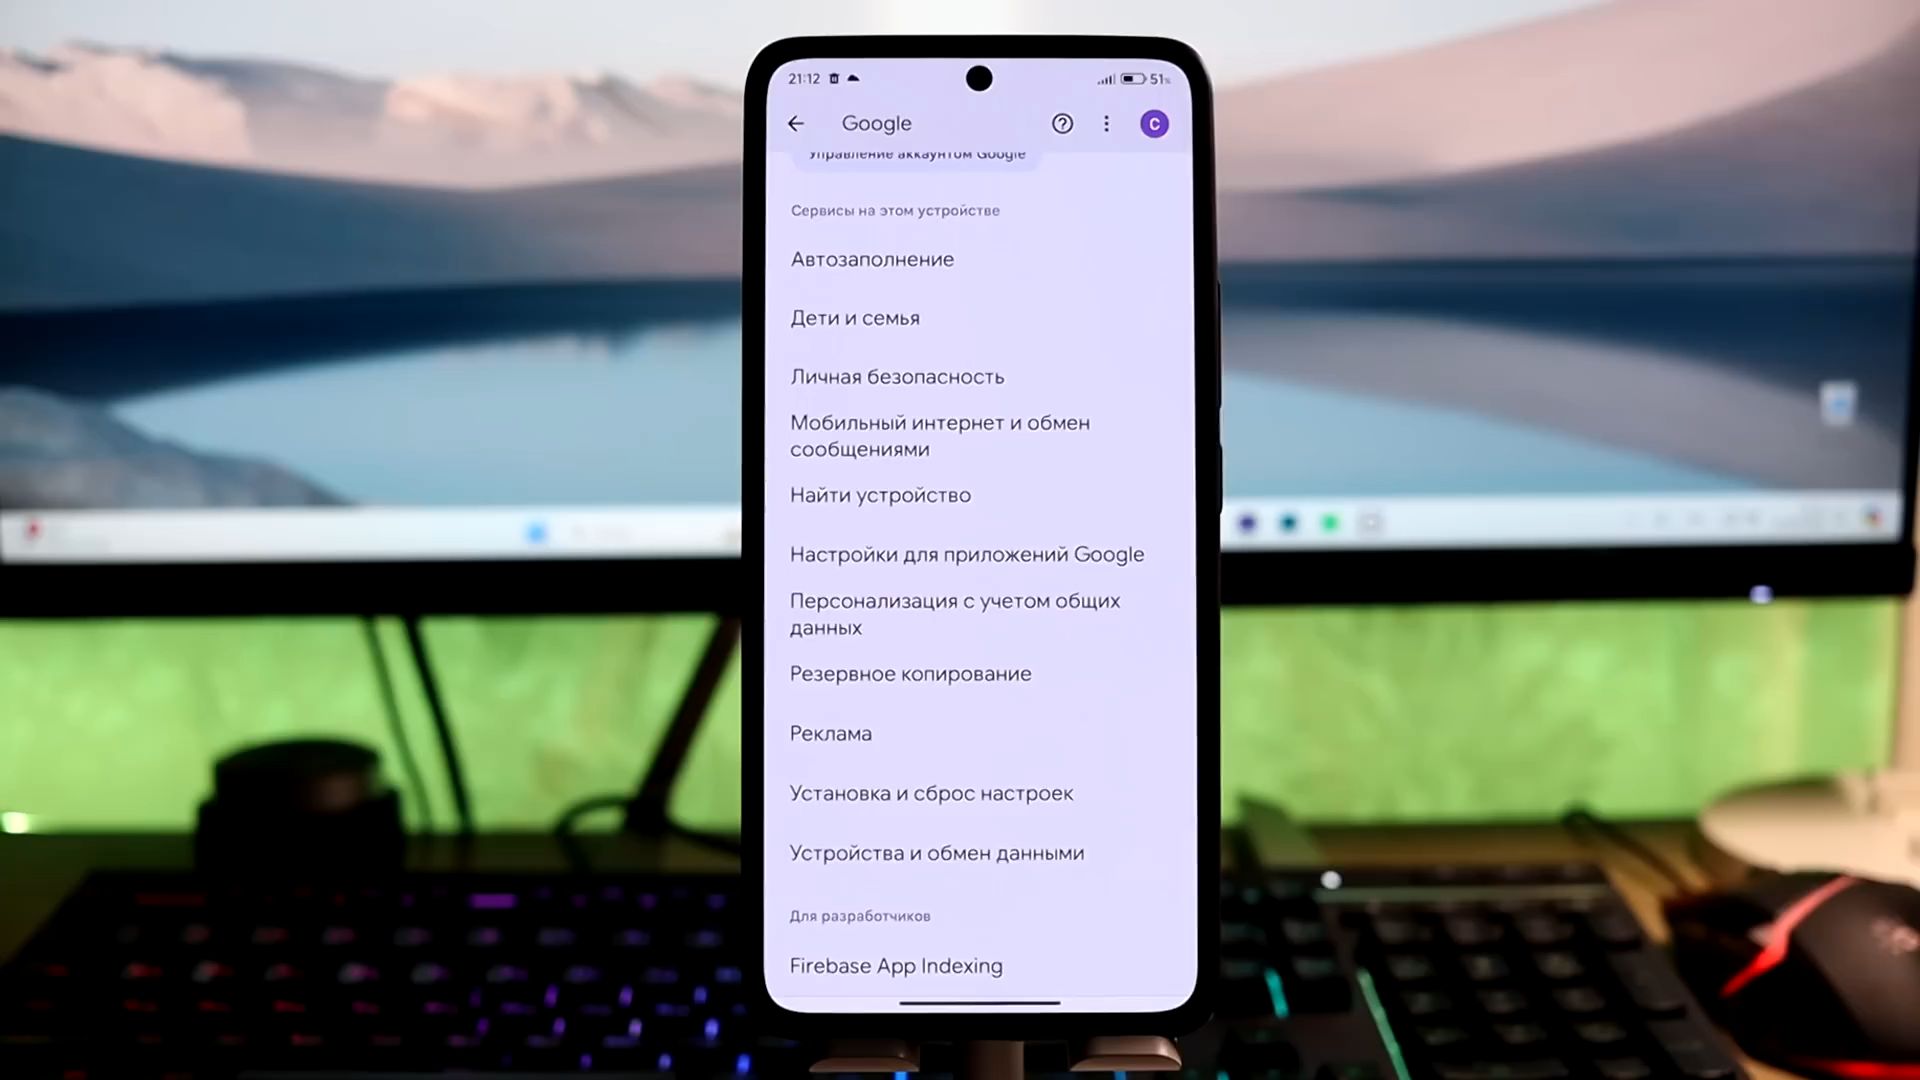 21:12
51%
Google
C
Управление аккаунтом Google
Сервисы на этом устройстве
Автозаполнение
Дети и семья
Личная безопасность
Мобильный интернет и обмен
сообщениями
Найти устройство
Настройки для приложений Google
Персонализация с учетом общих
данных
Резервное копирование
Реклама
Установка и сброс настроек
Устройства и обмен данными
Для разработчиков
Firebase App Indexing